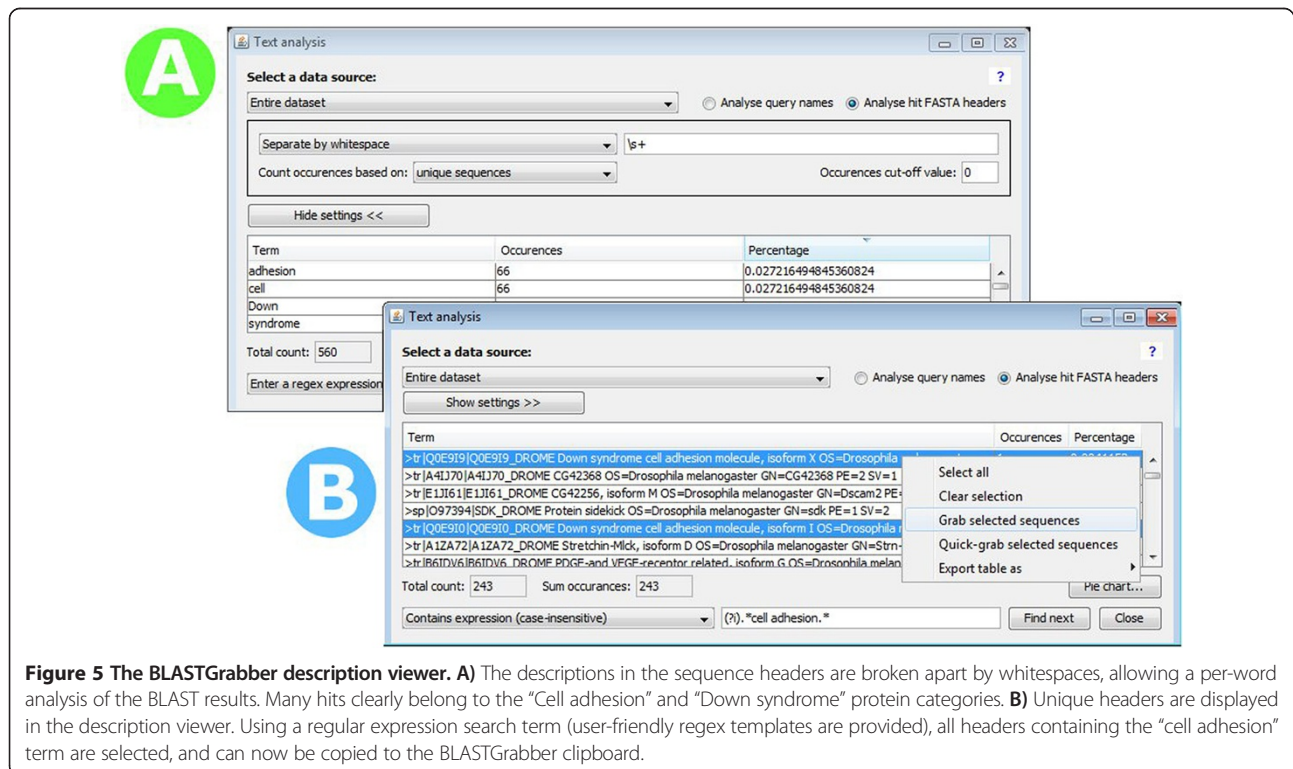 A
Text analysis
Select a data source:
?
Entire dataset
Analyse query names Analyse hit FASTA headers
Separate by whitespace \s+
Count occurences based on: unique sequences Occurences cut-off value: 0
Hide settings <<
Term Occurences Percentage
adhesion 66 0.027216494845360824
cell 66 0.027216494845360824
Down
syndrome
Total count: 560
Enter a regex expression
B
Text analysis
Select a data source:
?
Entire dataset
Analyse query names Analyse hit FASTA headers
Show settings >>
Term Occurences Percentage
>tr|Q0E9I9|Q0E9I9_DROME Down syndrome cell adhesion molecule, isoform X OS=Drosophila
>tr|A4IJ70|A4IJ70_DROME CG42368 OS=Drosophila melanogaster GN=CG42368 PE=2 SV=1
>tr|E1JI61|E1JI61_DROME CG42256, isoform M OS=Drosophila melanogaster GN=Dscam2 PE=
>sp|O97394|SDK_DROME Protein sidekick OS=Drosophila melanogaster GN=sdk PE=1 SV=2
>tr|Q0E9I0|Q0E9I0_DROME Down syndrome cell adhesion molecule, isoform I OS=Drosophila
>tr|A1ZA72|A1ZA72_DROME Stretchin-Mlck, isoform D OS=Drosophila melanogaster GN=Strn-
>tr|B6IDV6|B6IDV6_DROME PDGF-and VEGF-receptor related, isoform G OS=Drosophila melan
Select all
Clear selection
Grab selected sequences
Quick-grab selected sequences
Export table as
Total count: 243 Sum occurances: 243 Pie chart...
Contains expression (case-insensitive) (?i).*cell adhesion.* Find next Close
Figure 5 The BLASTGrabber description viewer. A) The descriptions in the sequence headers are broken apart by whitespaces, allowing a per-word
analysis of the BLAST results. Many hits clearly belong to the “Cell adhesion” and “Down syndrome” protein categories. B) Unique headers are displayed
in the description viewer. Using a regular expression search term (user-friendly regex templates are provided), all headers containing the “cell adhesion”
term are selected, and can now be copied to the BLASTGrabber clipboard.